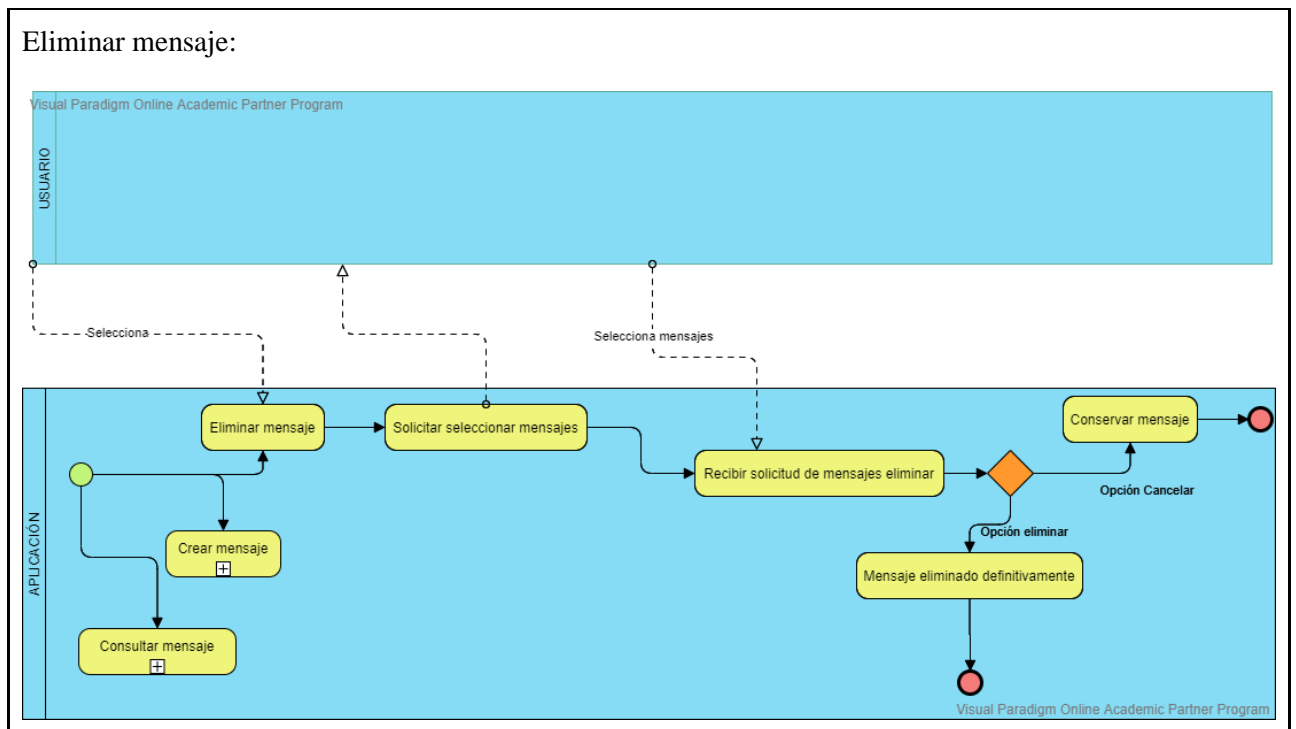 Eliminar mensaje:
Visual Paradigm Online Academic Partner Program
USUARIO
Selecciona
Selecciona mensajes
APLICACIÓN
Eliminar mensaje
Solicitar seleccionar mensajes
Conservar mensaje
Recibir solicitud de mensajes eliminar
Opción Cancelar
Opción eliminar
Crear mensaje
Mensaje eliminado definitivamente
Consultar mensaje
Visual Paradigm Online Academic Partner Program